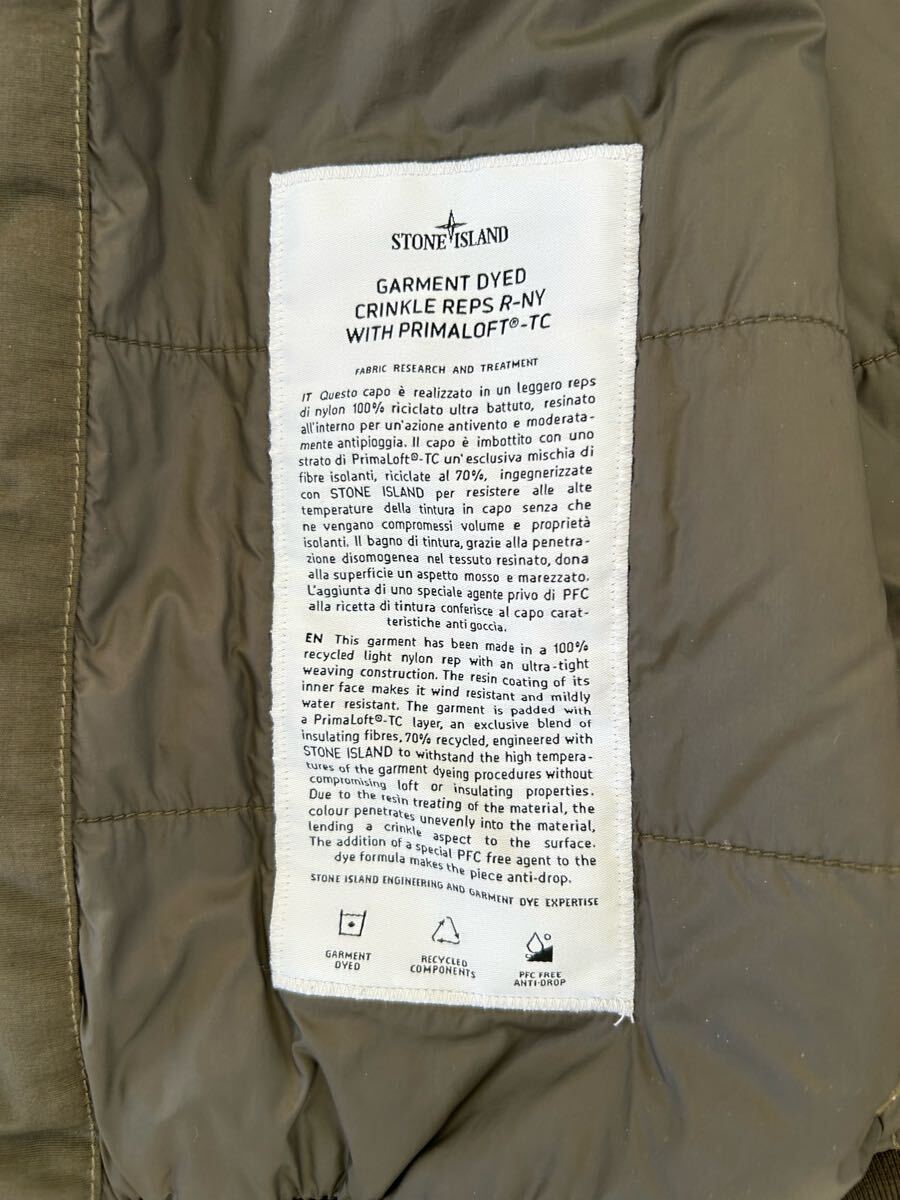 STONE ISLAND
GARMENT DYED
CRINKLE REPS R-NY
WITH PRIMALOFT®-TC
FABRIC RESEARCH AND TREATMENT
IT Questo capo è realizzato in un leggero reps
di nylon 100% riciclato ultra battuto, resinato
all'interno per un'azione antivento e moderata-
mente antipioggia. Il capo è imbottito con uno
strato di PrimaLoft®-TC un'esclusiva mischia di
fibre isolanti, riciclate al 70%, ingegnerizzate
con STONE ISLAND per resistere alle alte
temperature della tintura in capo senza che
ne vengano compromessi volume e proprietà
isolanti. Il bagno di tintura, grazie alla penetra-
zione disomogenea nel tessuto resinato, dona
alla superficie un aspetto mosso e marezzato.
L'aggiunta di uno speciale agente privo di PFC
alla ricetta di tintura conferisce al capo carat-
teristiche anti goccia.
EN This garment has been made in a 100%
recycled light nylon rep with an ultra-tight
weaving construction. The resin coating of its
inner face makes it wind resistant and mildly
water resistant. The garment is padded with
a PrimaLoft®-TC layer, an exclusive blend of
insulating fibres, 70% recycled, engineered with
STONE ISLAND to withstand the high tempera-
tures of the garment dyeing procedures without
compromising loft or insulating properties.
Due to the resin treating of the material, the
colour penetrates unevenly into the material,
lending a crinkle aspect to the surface.
The addition of a special PFC free agent to the
dye formula makes the piece anti-drop.
STONE ISLAND ENGINEERING AND GARMENT DYE EXPERTISE
GARMENT
DYED
RECYCLED
COMPONENTS
PFC FREE
ANTI-DROP